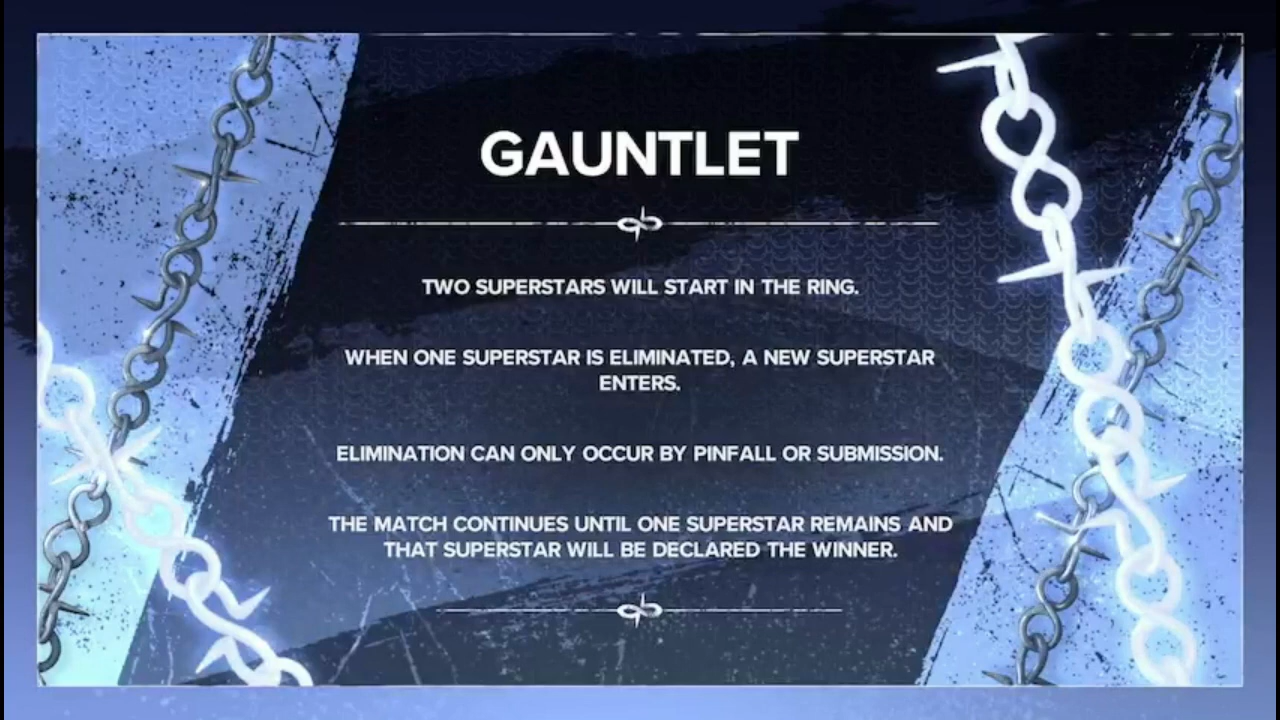 GAUNTLET
TWO SUPERSTARS WILL START IN THE RING.
WHEN ONE SUPERSTAR IS ELIMINATED, A NEW SUPERSTAR
ENTERS.
ELIMINATION CAN ONLY OCCUR BY PINFALL OR SUBMISSION.
THE MATCH CONTINUES UNTIL ONE SUPERSTAR REMAINS AND
THAT SUPERSTAR WILL BE DECLARED THE WINNER.